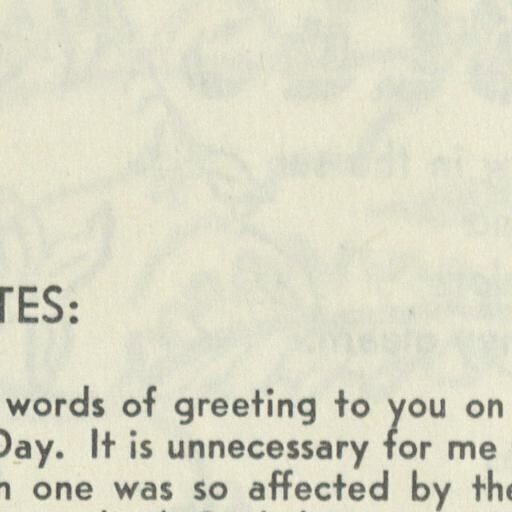 TES:
words of greeting to you on
Day. It is unnecessary for me
one was so affected by the